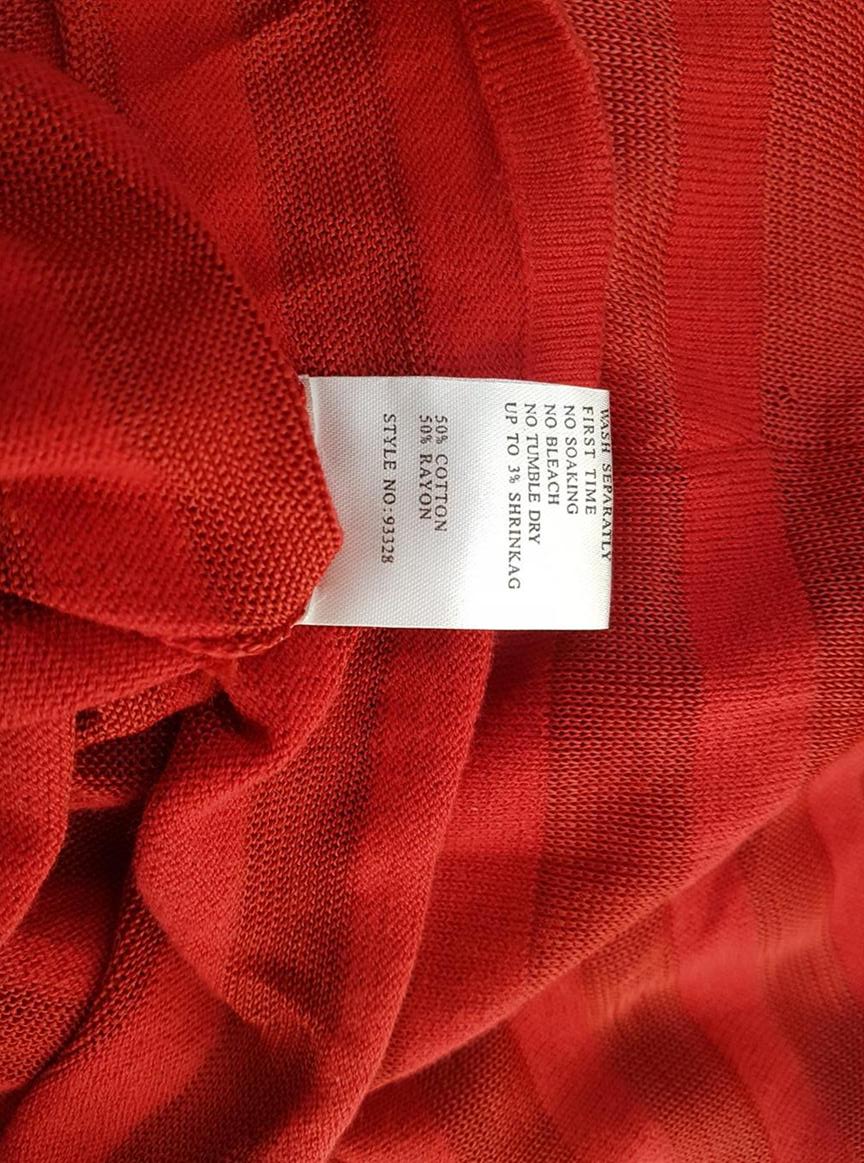 WASH SEPARATLY
FIRST TIME
NO SOAKING
NO BLEACH
NO TUMBLE DRY
UP TO 3% SHRINKAG
50% COTTON
50% RAYON
STYLE NO:93328